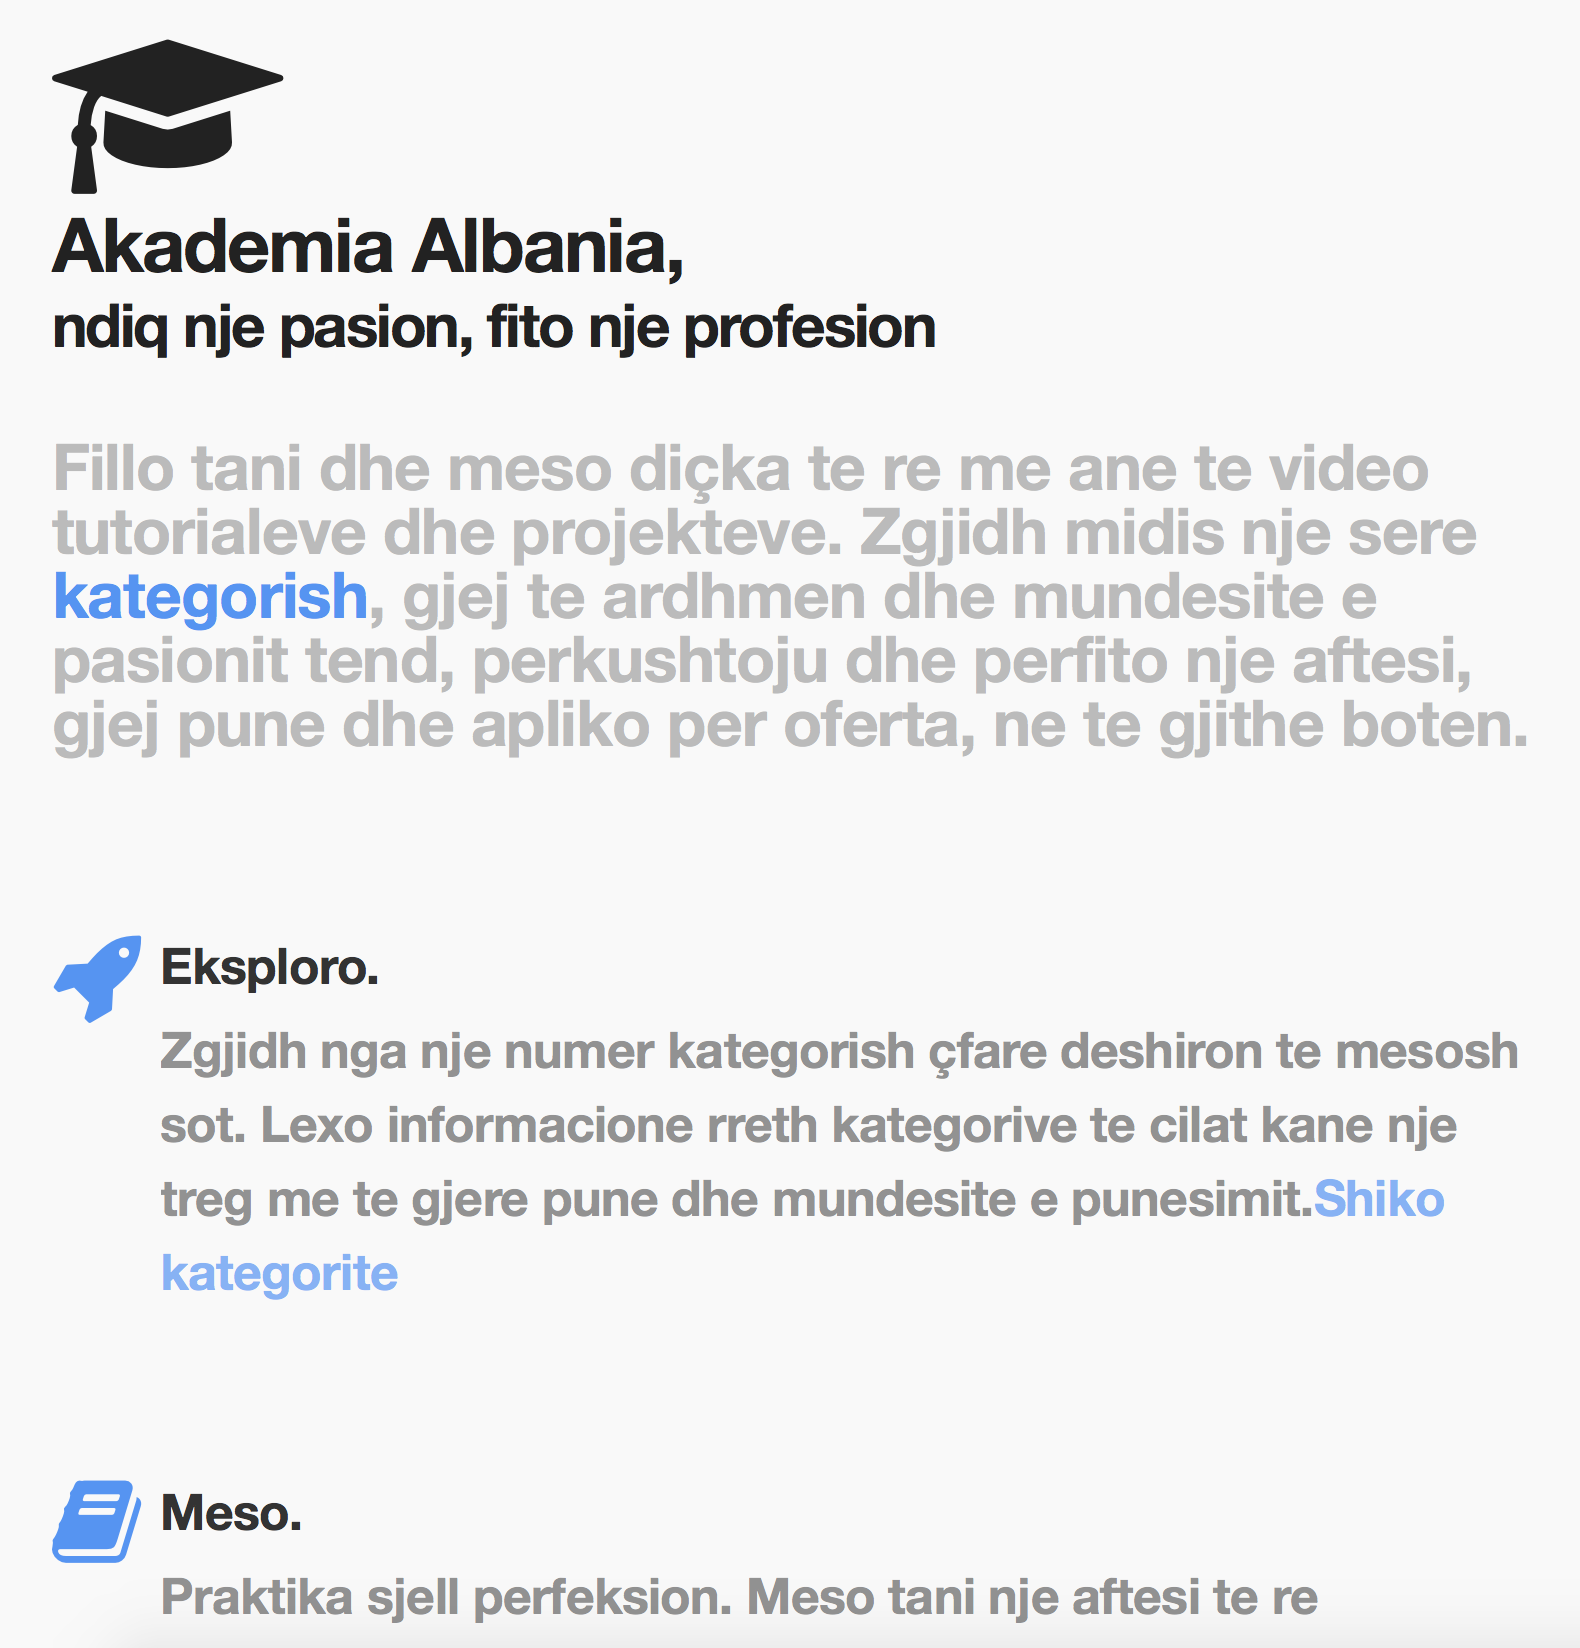 Akademia Albania,
ndiq nje pasion, fito nje profesion
Fillo tani dhe meso diçka te re me ane te video
tutorialeve dhe projekteve. Zgjidh midis nje sere
kategorish, gjej te ardhmen dhe mundesite e
pasionit tend, perkushtoju dhe perfito nje aftesi,
gjej pune dhe apliko per oferta, ne te gjithe boten.
Eksploro.
Zgjidh nga nje numer kategorish çfare deshiron te mesosh
sot. Lexo informacione rreth kategorive te cilat kane nje
treg me te gjere pune dhe mundesite e punesimit.Shiko
kategorite
Meso.
Praktika sjell perfeksion. Meso tani nje aftesi te re